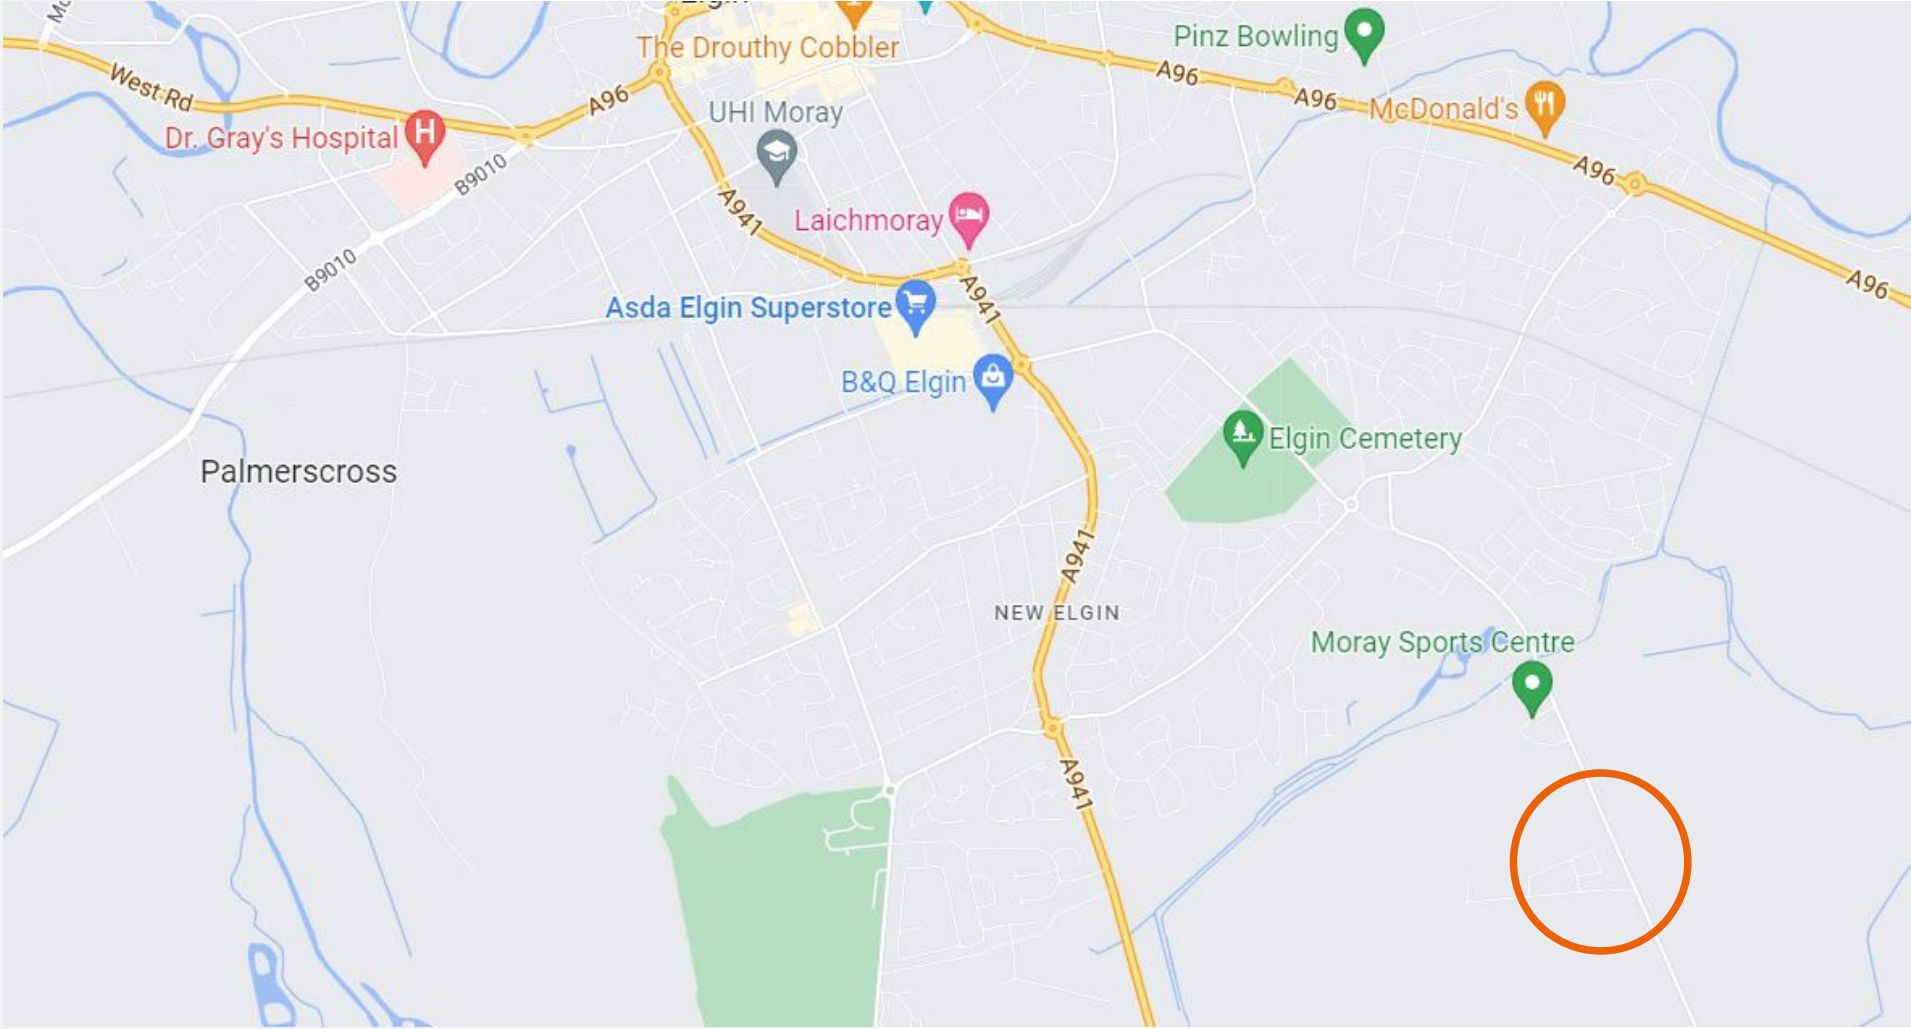 Elgin
The Drouthy Cobbler
Pinz Bowling
West Rd
A96
A96
A96
McDonald's
UHI Moray
Dr. Gray's Hospital
H
B9010
A96
A941
Laichmoray
B9010
A96
Asda Elgin Superstore
A941
B&Q Elgin
Elgin Cemetery
Palmerscross
A941
NEW ELGIN
Moray Sports Centre
A941